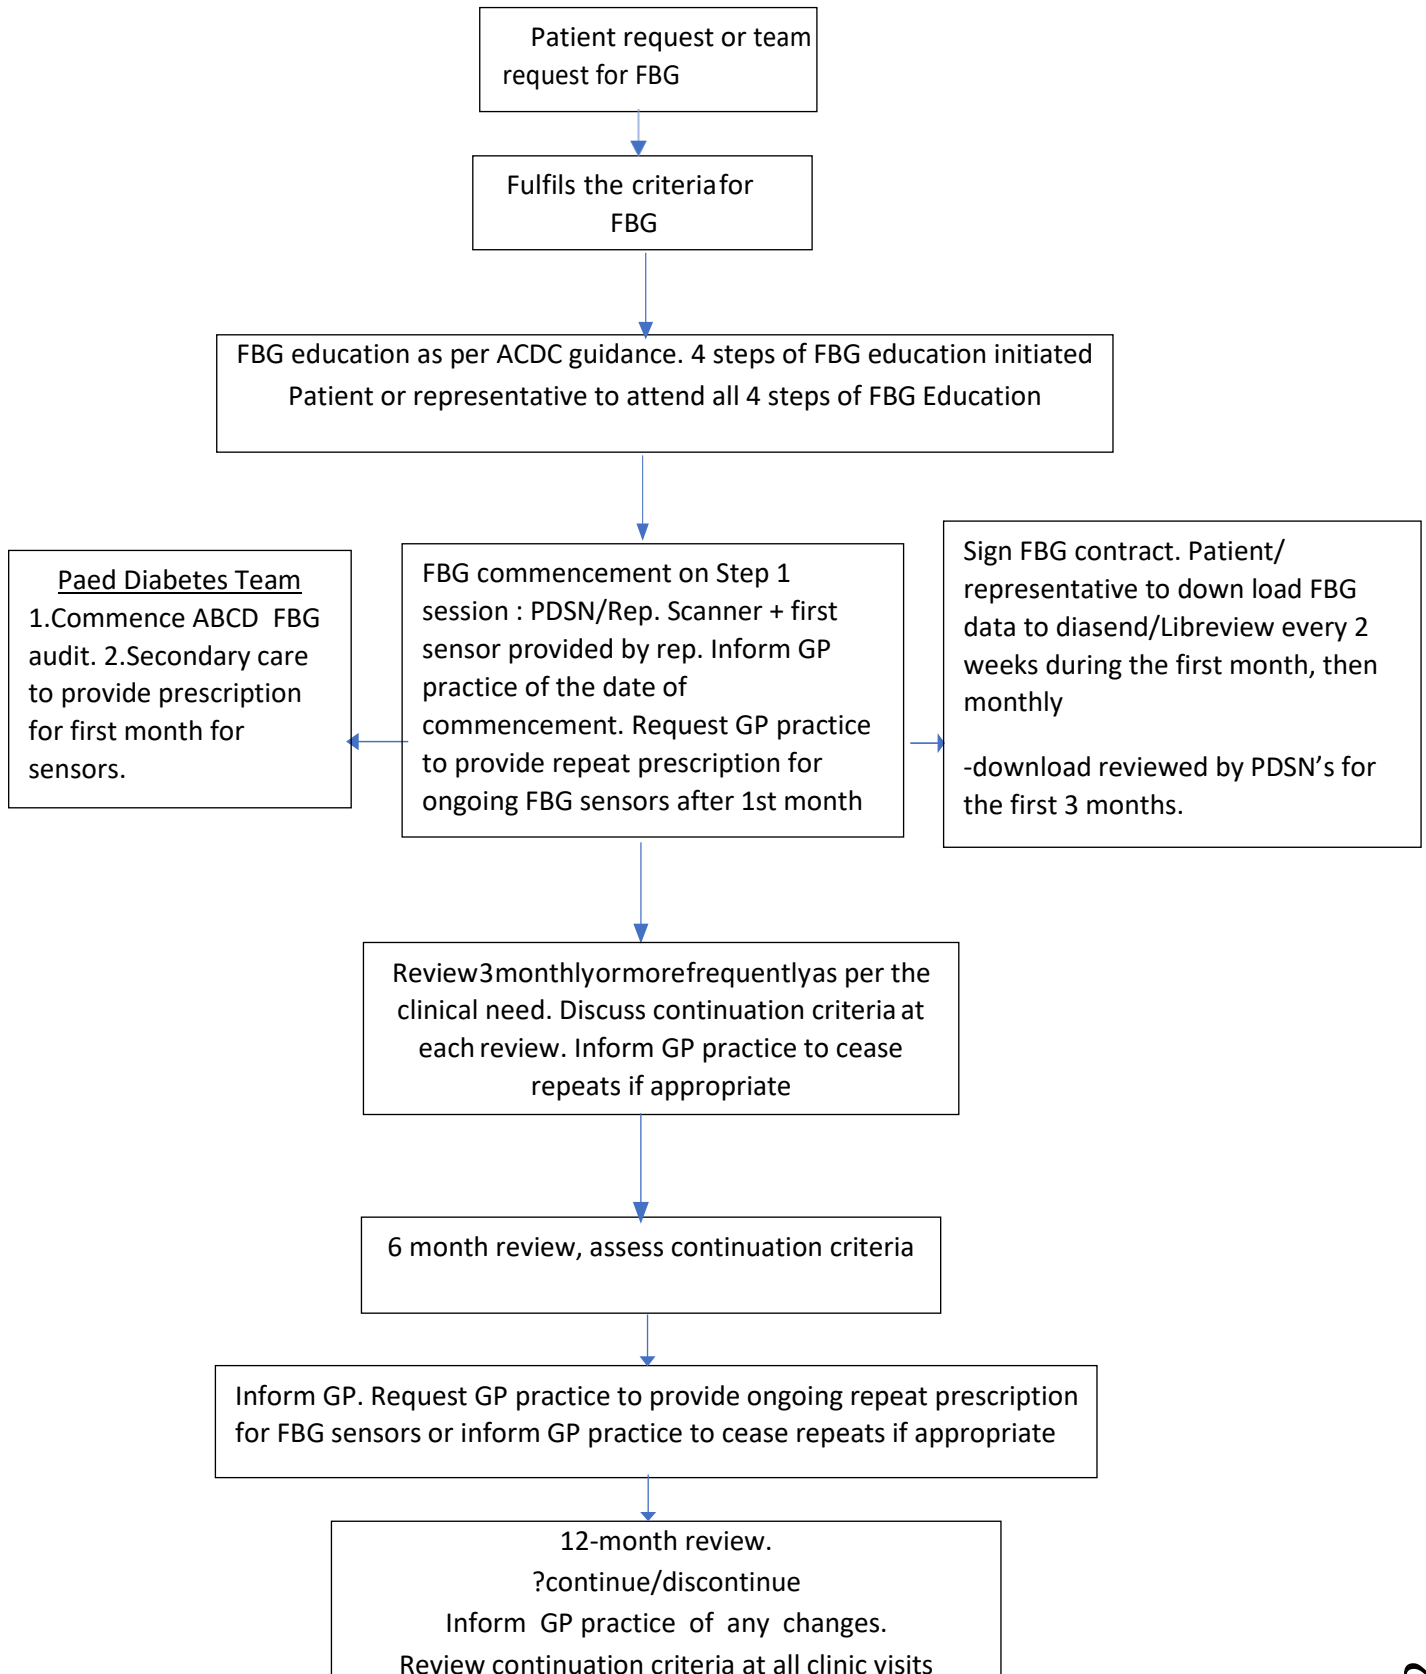 Patient request or team
request for FBG
Fulfils the criteriafor
FBG
FBG education as per ACDC guidance. 4 steps of FBG education initiated
Patient or representative to attend all 4 steps of FBG Education
Paed Diabetes Team
1.Commence ABCD FBG
audit. 2.Secondary care
to provide prescription
for first month for
sensors.
FBG commencement on Step 1
session : PDSN/Rep. Scanner + first
sensor provided by rep. Inform GP
practice of the date of
commencement. Request GP practice
to provide repeat prescription for
ongoing FBG sensors after 1st month
Sign FBG contract. Patient/
representative to down load FBG
data to diasend/Libreview every 2
weeks during the first month, then
monthly
-download reviewed by PDSN’s for
the first 3 months.
Review3monthlyormorefrequentlyas per the
clinical need. Discuss continuation criteria at
each review. Inform GP practice to cease
repeats if appropriate
6 month review, assess continuation criteria
Inform GP. Request GP practice to provide ongoing repeat prescription
for FBG sensors or inform GP practice to cease repeats if appropriate
12-month review.
?continue/discontinue
Inform GP practice of any changes.
Review continuation criteria at all clinic visits